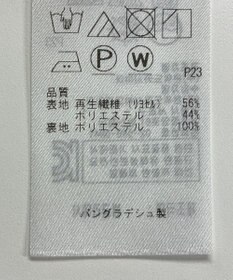 P
W
P23
品質
表地 再生繊維(リヨセル) 56%
ポリエステル 44%
裏地 ポリエステル 100%
バングラデシュ製